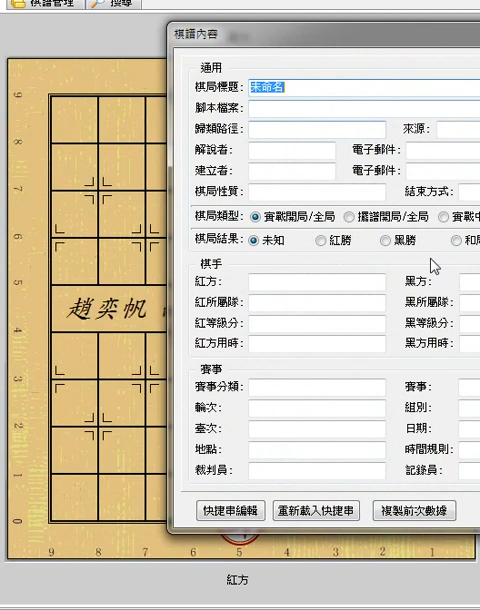 棋譜管理 搜尋
棋譜內容
通用
棋局標題: 未命名
腳本檔案:
歸類路徑: 來源:
解說者: 電子郵件:
建立者: 電子郵件:
棋局性質: 結束方式:
棋局類型: 實戰開局/全局 擺譜開局/全局 實戰中
棋局結果: 未知 紅勝 黑勝 和局
棋手
紅方: 黑方:
紅所屬隊: 黑所屬隊:
紅等級分: 黑等級分:
紅方用時: 黑方用時:
賽事
賽事分類: 賽事:
輪次: 組別:
臺次: 日期:
地點: 時間規則:
裁判員: 記錄員:
快捷串編輯 重新載入快捷串 複製前次數據
9
8
7
6
5
趙奕帆
4
3
2
1
0
9 8 7 6 5 4 3 2 1
紅方